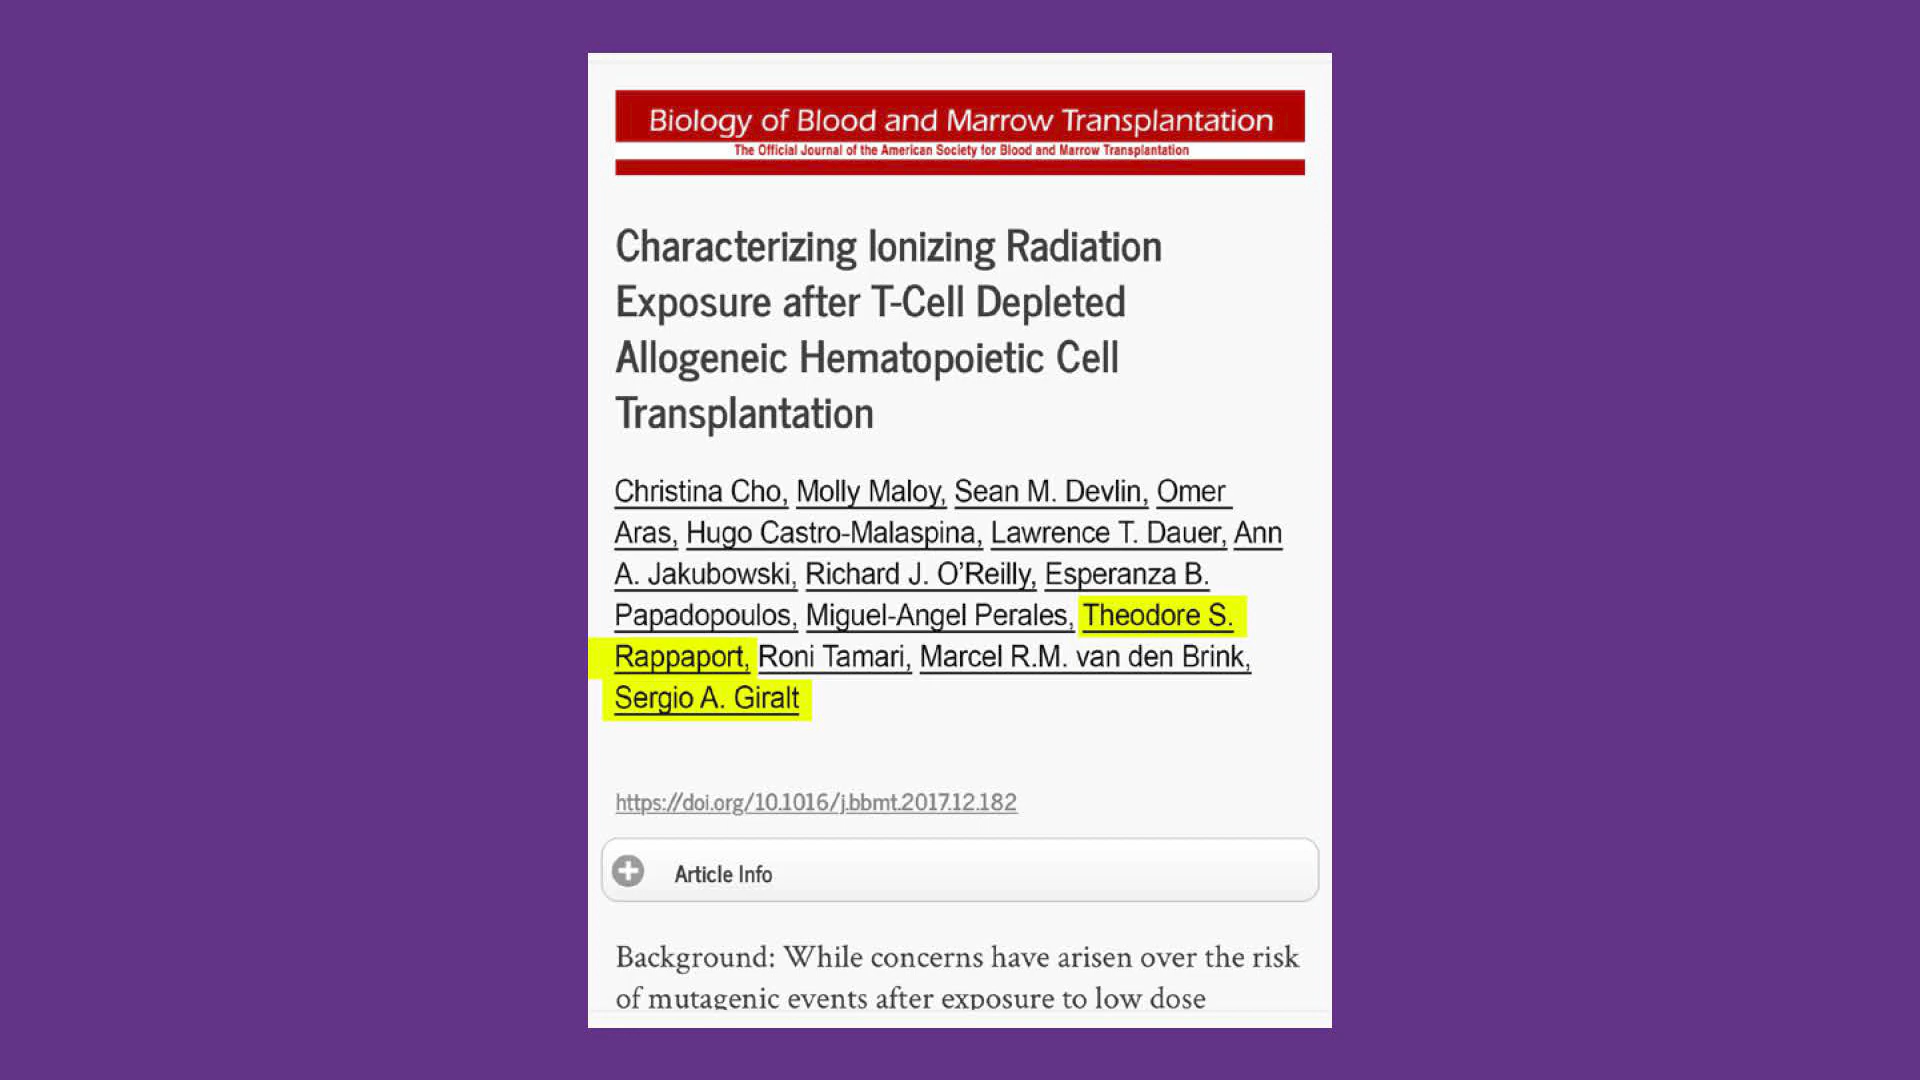 Biology of Blood and Marrow Transplantation
The Official Journal of the American Society for Blood and Marrow Transplantation
Characterizing Ionizing Radiation
Exposure after T-Cell Depleted
Allogeneic Hematopoietic Cell
Transplantation
Christina Cho, Molly Maloy, Sean M. Devlin, Omer
Aras, Hugo Castro-Malaspina, Lawrence T. Dauer, Ann
A. Jakubowski, Richard J. O'Reilly, Esperanza B.
Papadopoulos, Miguel-Angel Perales, Theodore S.
Rappaport, Roni Tamari, Marcel R.M. van den Brink,
Sergio A. Giralt
https://doi.org/10.1016/j.bbmt.2017.12.182
Article Info
Background: While concerns have arisen over the risk
of mutagenic events after exposure to low dose